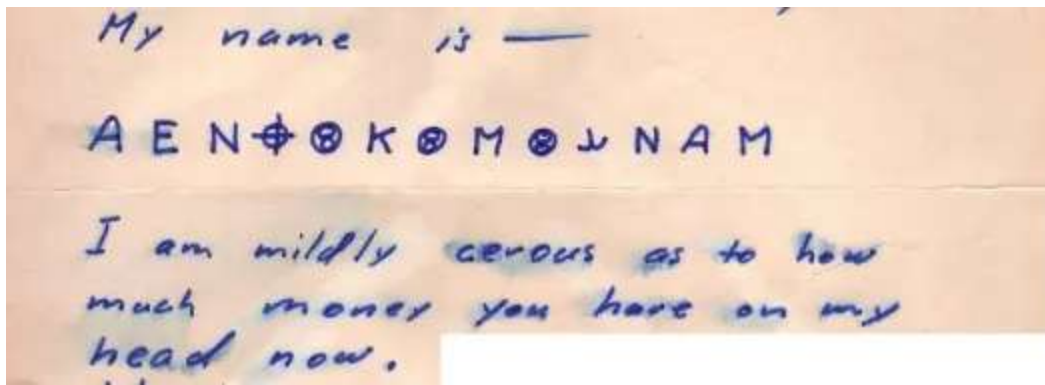 My name is —
A E N ⌖ ⊗ K ⊗ M ⊗ ⅄ N A M
I am mildly cerous as to how
much money you have on my
head now.